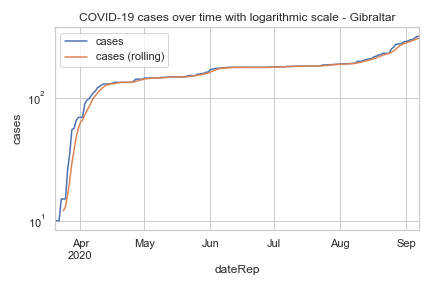 COVID-19 cases over time with logarithmic scale - Gibraltar
cases
cases (rolling)
cases
10²
10¹
Apr May Jun Jul Aug Sep
2020
dateRep